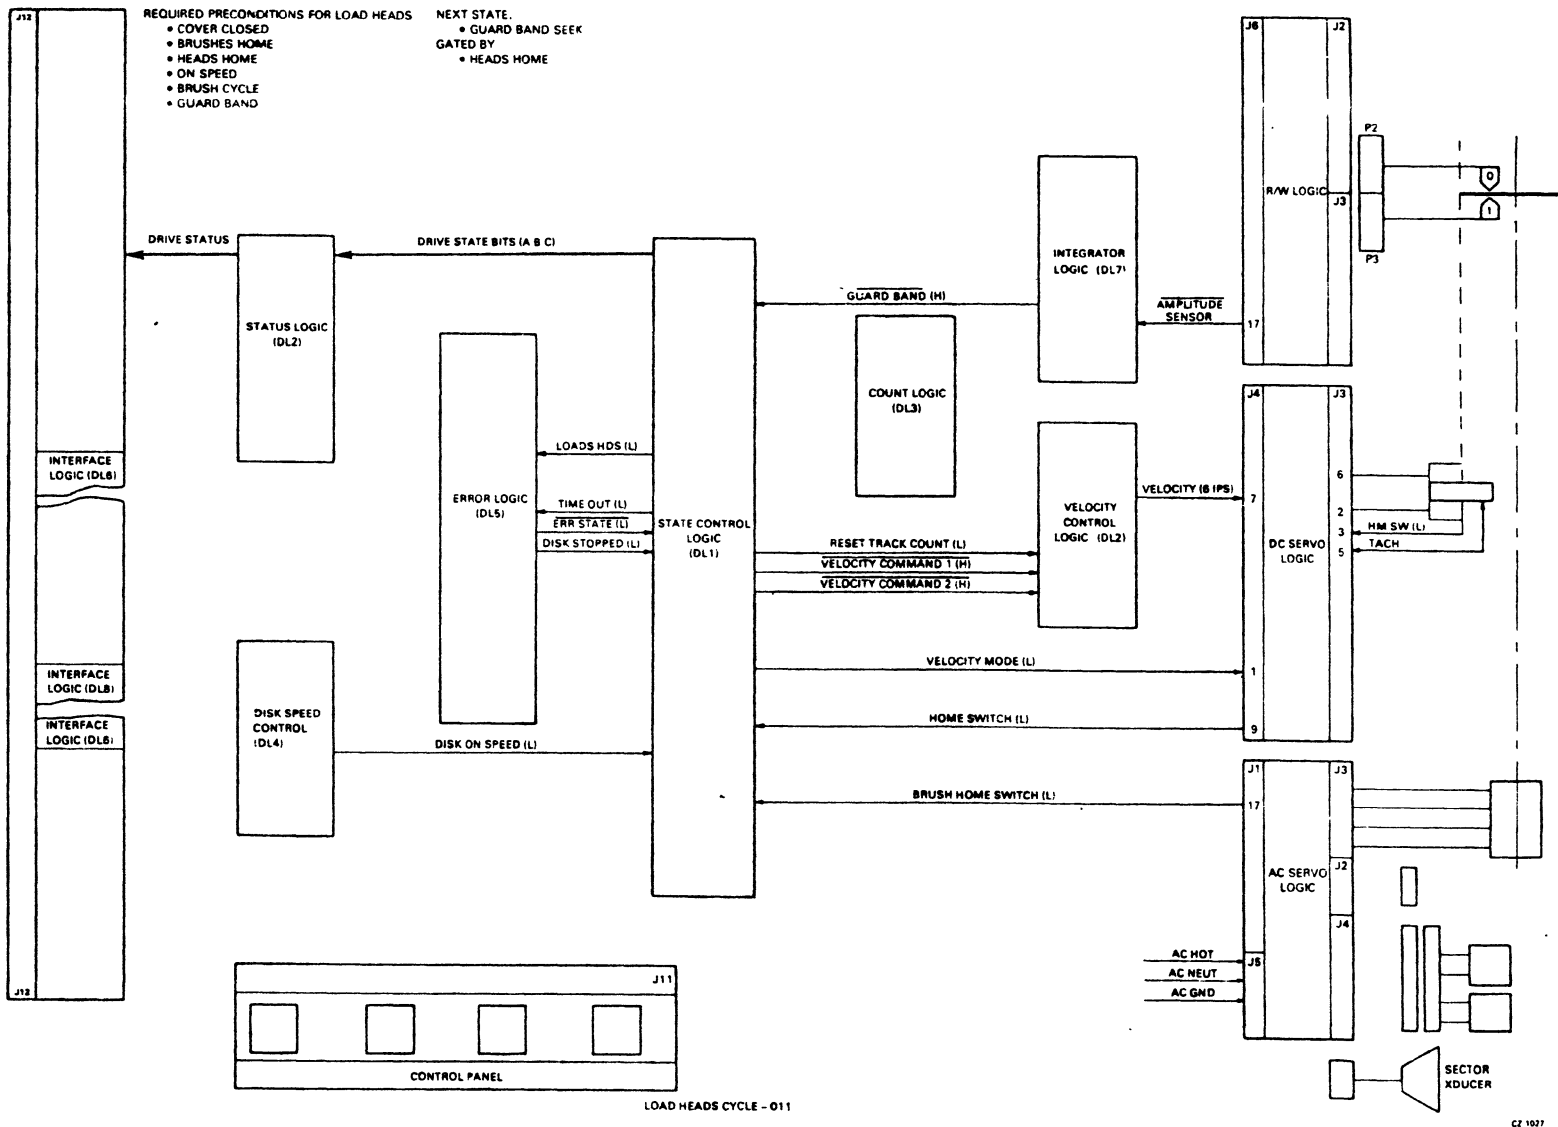 J12
REQUIRED PRECONDITIONS FOR LOAD HEADS
• COVER CLOSED
• BRUSHES HOME
• HEADS HOME
• ON SPEED
• BRUSH CYCLE
• GUARD BAND
NEXT STATE.
• GUARD BAND SEEK
GATED BY
• HEADS HOME
J6
J2
R/W LOGIC
J3
17
P2
P3
0
1
DRIVE STATUS
DRIVE STATE BITS (A B C)
STATUS LOGIC
(DL2)
INTEGRATOR
LOGIC (DL7)
GUARD BAND (H)
AMPLITUDE
SENSOR
COUNT LOGIC
(DL3)
INTERFACE
LOGIC (DL6)
LOADS HDS (L)
ERROR LOGIC
(DL5)
TIME OUT (L)
ERR STATE (L)
DISK STOPPED (L)
STATE CONTROL
LOGIC
(DL1)
VELOCITY
CONTROL
LOGIC (DL2)
VELOCITY (6 IPS)
RESET TRACK COUNT (L)
VELOCITY COMMAND 1 (H)
VELOCITY COMMAND 2 (H)
J4
J3
7
6
2
3
5
HM SW (L)
TACH
DC SERVO
LOGIC
VELOCITY MODE (L)
1
HOME SWITCH (L)
9
INTERFACE
LOGIC (DL8)
INTERFACE
LOGIC (DL6)
DISK SPEED
CONTROL
(DL4)
DISK ON SPEED (L)
BRUSH HOME SWITCH (L)
J1
17
J3
J2
AC SERVO
LOGIC
J4
J5
AC HOT
AC NEUT
AC GND
J12
J11
CONTROL PANEL
SECTOR
XDUCER
LOAD HEADS CYCLE - 011
CZ 1027